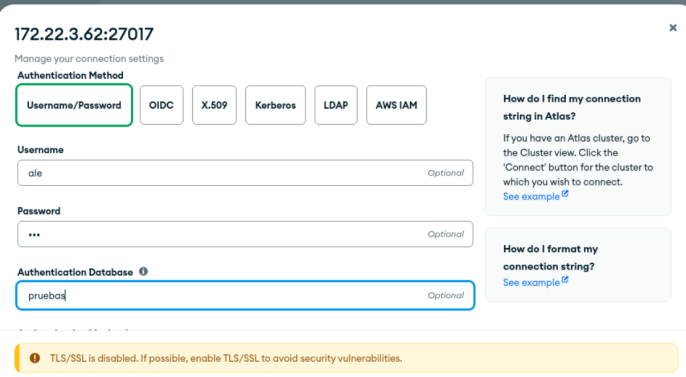 172.22.3.62:27017
Manage your connection settings
Authentication Method
Username/Password
OIDC
X.509
Kerberos
LDAP
AWS IAM
Username
ale
Optional
Password
•••
Optional
Authentication Database
pruebas
Optional
How do I find my connection
string in Atlas?
If you have an Atlas cluster, go to
the Cluster view. Click the
'Connect' button for the cluster to
which you wish to connect.
See example
How do I format my
connection string?
See example
TLS/SSL is disabled. If possible, enable TLS/SSL to avoid security vulnerabilities.